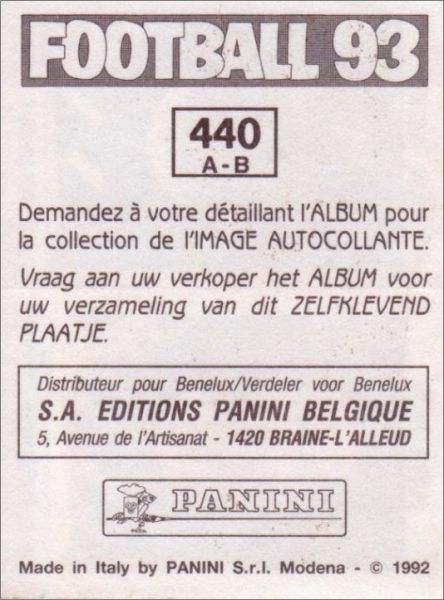 FOOTBALL 93
440
A-B
Demandez à votre détaillant l'ALBUM pour
la collection de l'IMAGE AUTOCOLLANTE.
Vraag aan uw verkoper het ALBUM voor
uw verzameling van dit ZELFKLEVEND
PLAATJE.
Distributeur pour Benelux/Verdeler voor Benelux
S.A. EDITIONS PANINI BELGIQUE
5, Avenue de l'Artisanat - 1420 BRAINE-L'ALLEUD
PANINI
Made in Italy by PANINI S.r.l. Modena - © 1992